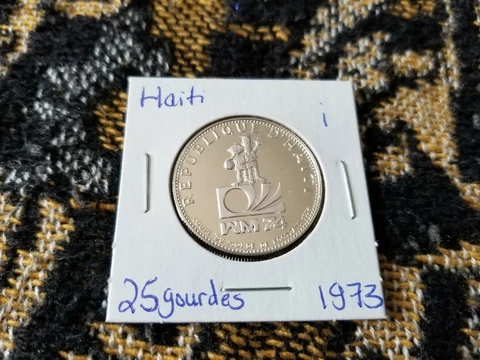 Haiti
i
REPUBLIQUE D'HAITI
WM 74
25 gourdes 1973